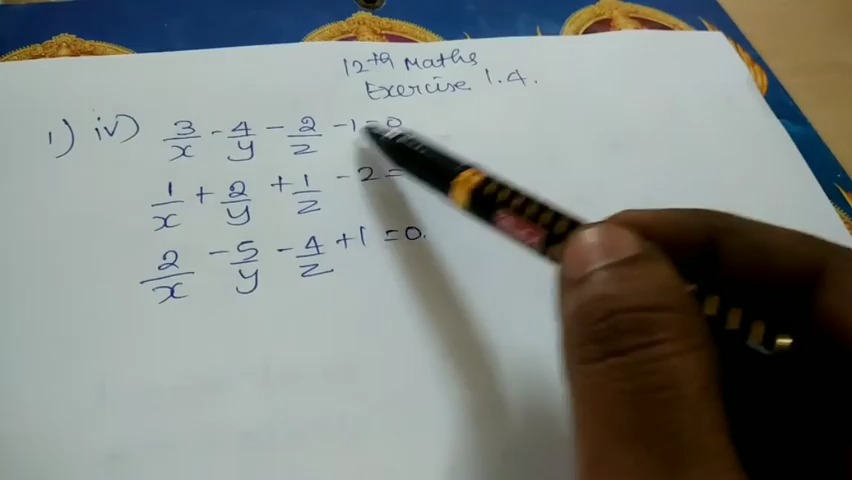 12th Maths
Exercise 1.4.
1) iv) 3/x - 4/y - 2/z - 1 = 0
1/x + 2/y + 1/z - 2 =
2/x - 5/y - 4/z + 1 = 0.